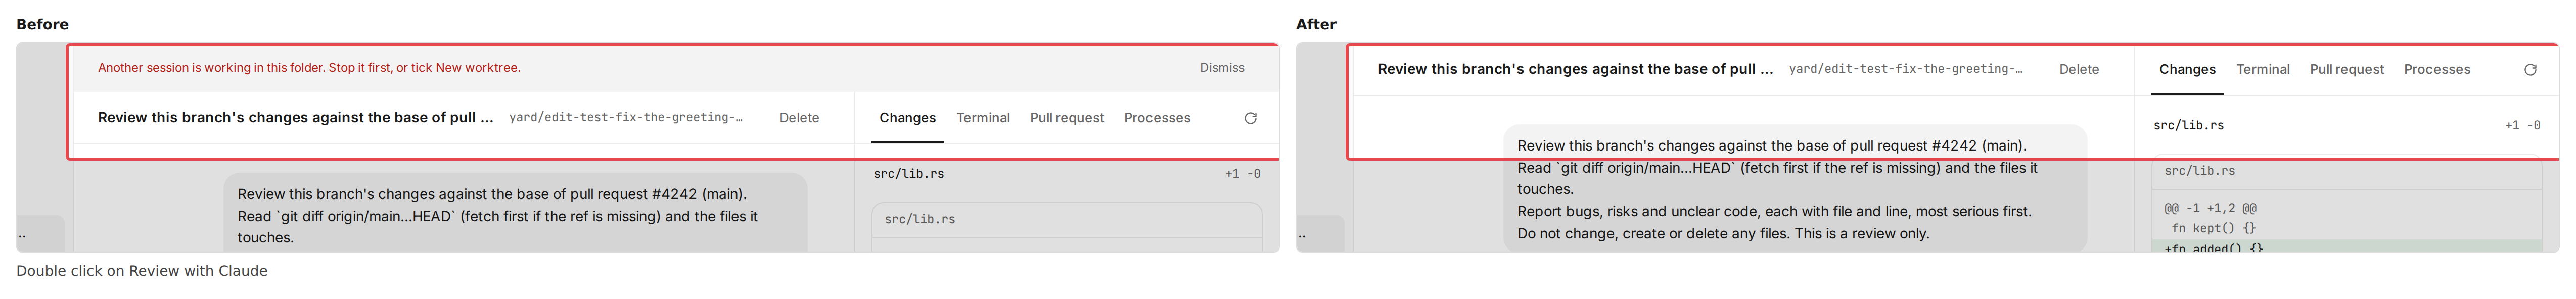 Before
Another session is working in this folder. Stop it first, or tick New worktree.
Dismiss
Review this branch's changes against the base of pull ...
yard/edit-test-fix-the-greeting-…
Delete
Changes
Terminal
Pull request
Processes
Review this branch's changes against the base of pull request #4242 (main).
Read `git diff origin/main...HEAD` (fetch first if the ref is missing) and the files it
touches.
src/lib.rs
+1 -0
src/lib.rs
..
Double click on Review with Claude
After
Review this branch's changes against the base of pull ...
yard/edit-test-fix-the-greeting-…
Delete
Changes
Terminal
Pull request
Processes
Review this branch's changes against the base of pull request #4242 (main).
Read `git diff origin/main...HEAD` (fetch first if the ref is missing) and the files it
touches.
Report bugs, risks and unclear code, each with file and line, most serious first.
Do not change, create or delete any files. This is a review only.
src/lib.rs
+1 -0
src/lib.rs
@@ -1 +1,2 @@
fn kept() {}
+fn added() {}
..